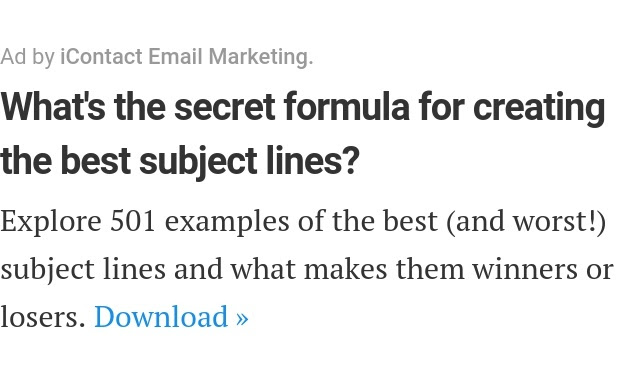 Ad by iContact Email Marketing.
What's the secret formula for creating
the best subject lines?
Explore 501 examples of the best (and worst!)
subject lines and what makes them winners or
losers. Download »